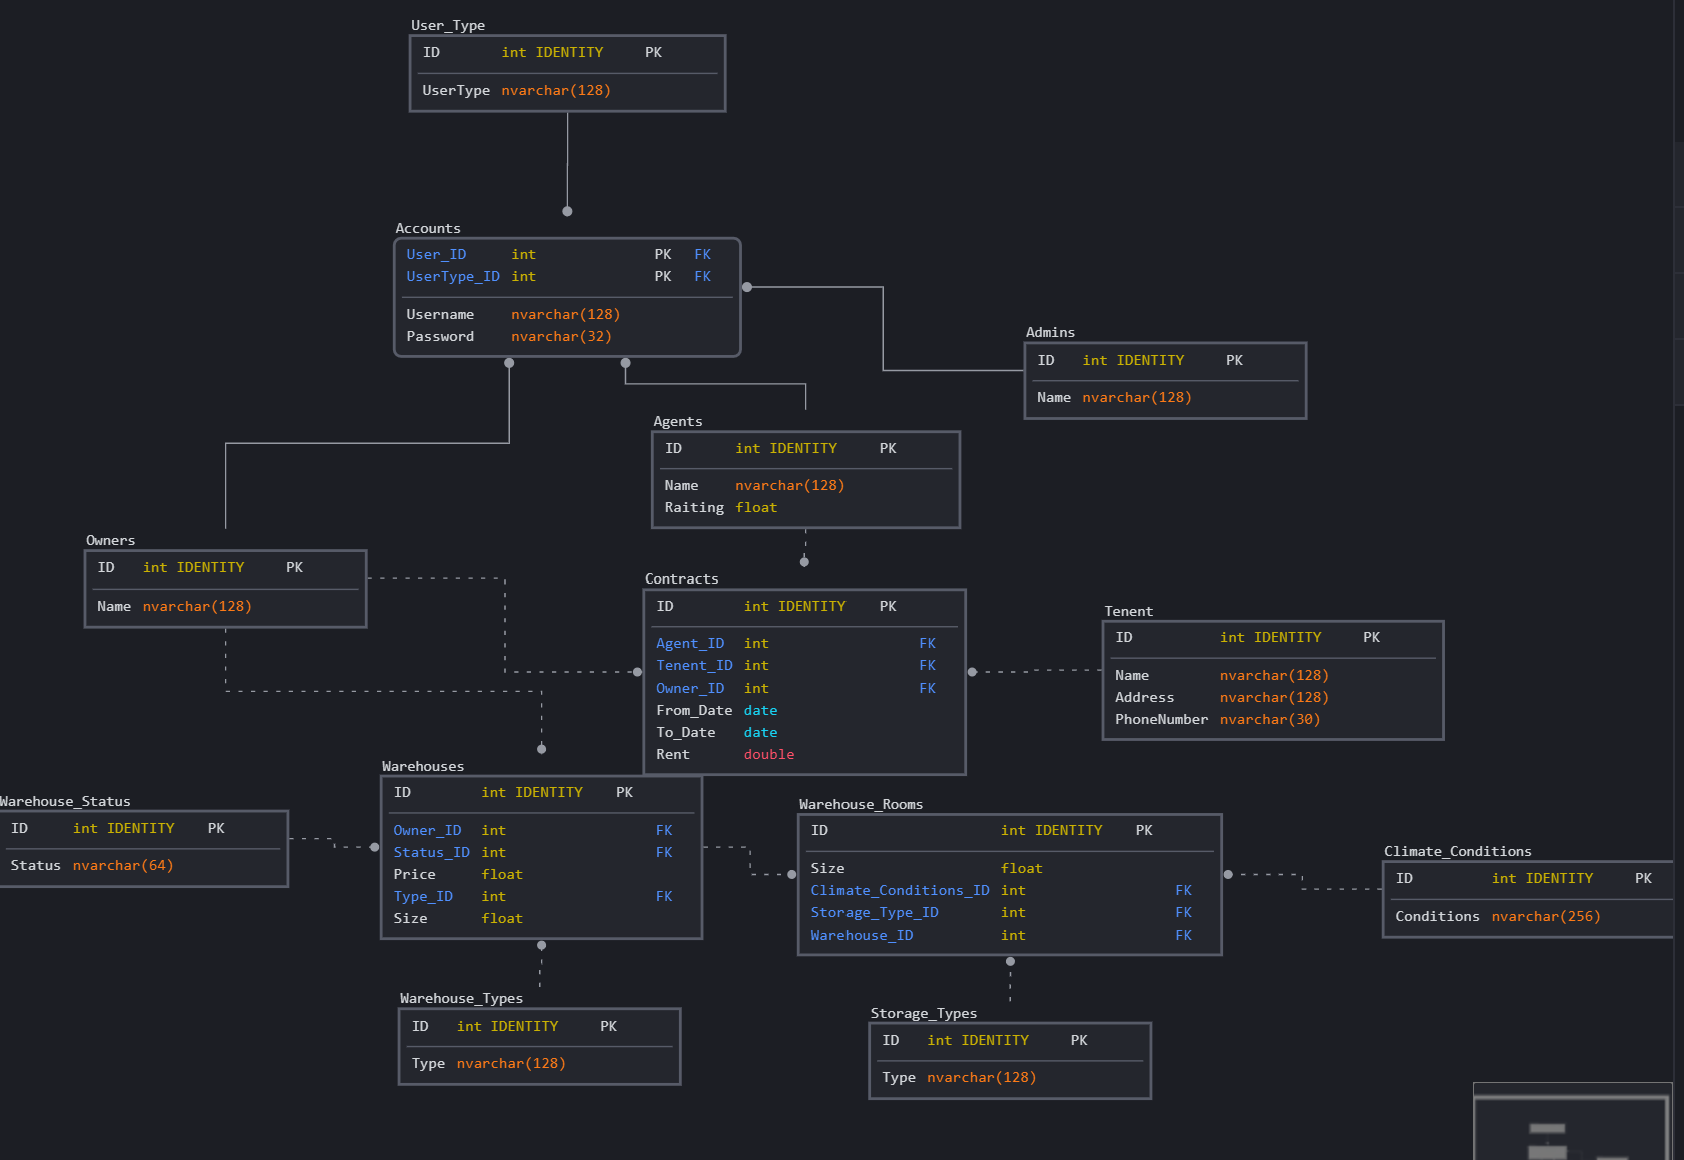 User_Type
ID int IDENTITY PK
UserType nvarchar(128)
Accounts
User_ID int PK FK
UserType_ID int PK FK
Username nvarchar(128)
Password nvarchar(32)
Admins
ID int IDENTITY PK
Name nvarchar(128)
Agents
ID int IDENTITY PK
Name nvarchar(128)
Raiting float
Owners
ID int IDENTITY PK
Name nvarchar(128)
Contracts
ID int IDENTITY PK
Agent_ID int FK
Tenent_ID int FK
Owner_ID int FK
From_Date date
To_Date date
Rent double
Tenent
ID int IDENTITY PK
Name nvarchar(128)
Address nvarchar(128)
PhoneNumber nvarchar(30)
Warehouses
ID int IDENTITY PK
Owner_ID int FK
Status_ID int FK
Price float
Type_ID int FK
Size float
Warehouse_Status
ID int IDENTITY PK
Status nvarchar(64)
Warehouse_Rooms
ID int IDENTITY PK
Size float
Climate_Conditions_ID int FK
Storage_Type_ID int FK
Warehouse_ID int FK
Climate_Conditions
ID int IDENTITY PK
Conditions nvarchar(256)
Warehouse_Types
ID int IDENTITY PK
Type nvarchar(128)
Storage_Types
ID int IDENTITY PK
Type nvarchar(128)